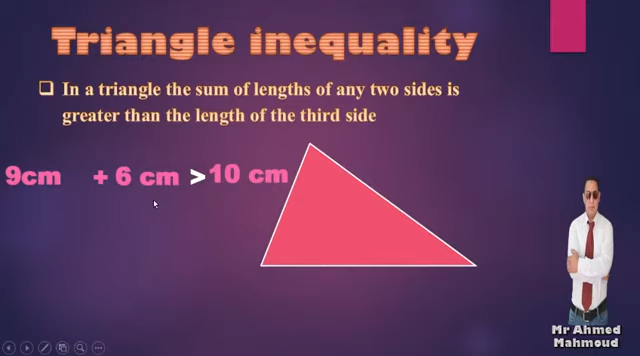 Triangle inequality
In a triangle the sum of lengths of any two sides is
greater than the length of the third side
9cm + 6 cm > 10 cm
Mr Ahmed
Mahmoud